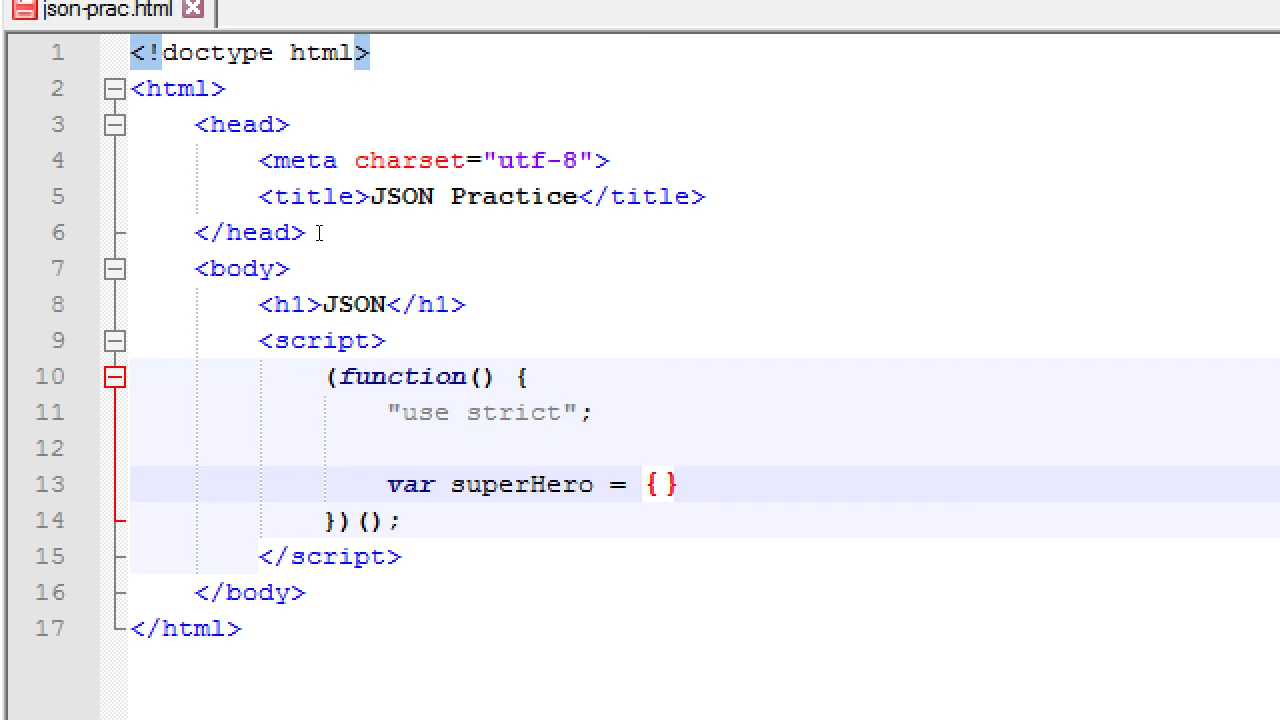 json-prac.html
1 <!doctype html>
2 <html>
3 <head>
4 <meta charset="utf-8">
5 <title>JSON Practice</title>
6 </head>
7 <body>
8 <h1>JSON</h1>
9 <script>
10 (function() {
11 "use strict";
12
13 var superHero = {}
14 })();
15 </script>
16 </body>
17 </html>